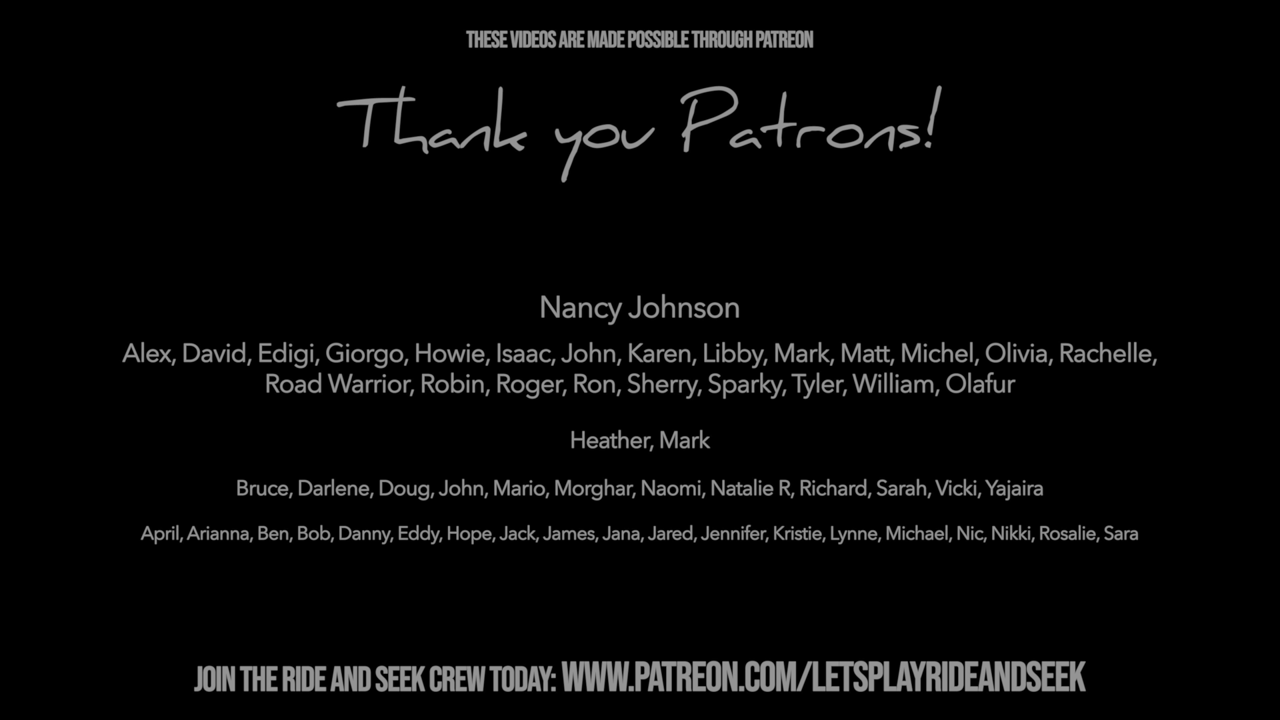 THESE VIDEOS ARE MADE POSSIBLE THROUGH PATREON
Thank you Patrons!
Nancy Johnson
Alex, David, Edigi, Giorgo, Howie, Isaac, John, Karen, Libby, Mark, Matt, Michel, Olivia, Rachelle,
Road Warrior, Robin, Roger, Ron, Sherry, Sparky, Tyler, William, Olafur
Heather, Mark
Bruce, Darlene, Doug, John, Mario, Morghar, Naomi, Natalie R, Richard, Sarah, Vicki, Yajaira
April, Arianna, Ben, Bob, Danny, Eddy, Hope, Jack, James, Jana, Jared, Jennifer, Kristie, Lynne, Michael, Nic, Nikki, Rosalie, Sara
JOIN THE RIDE AND SEEK CREW TODAY: WWW.PATREON.COM/LETSPLAYRIDEANDSEEK